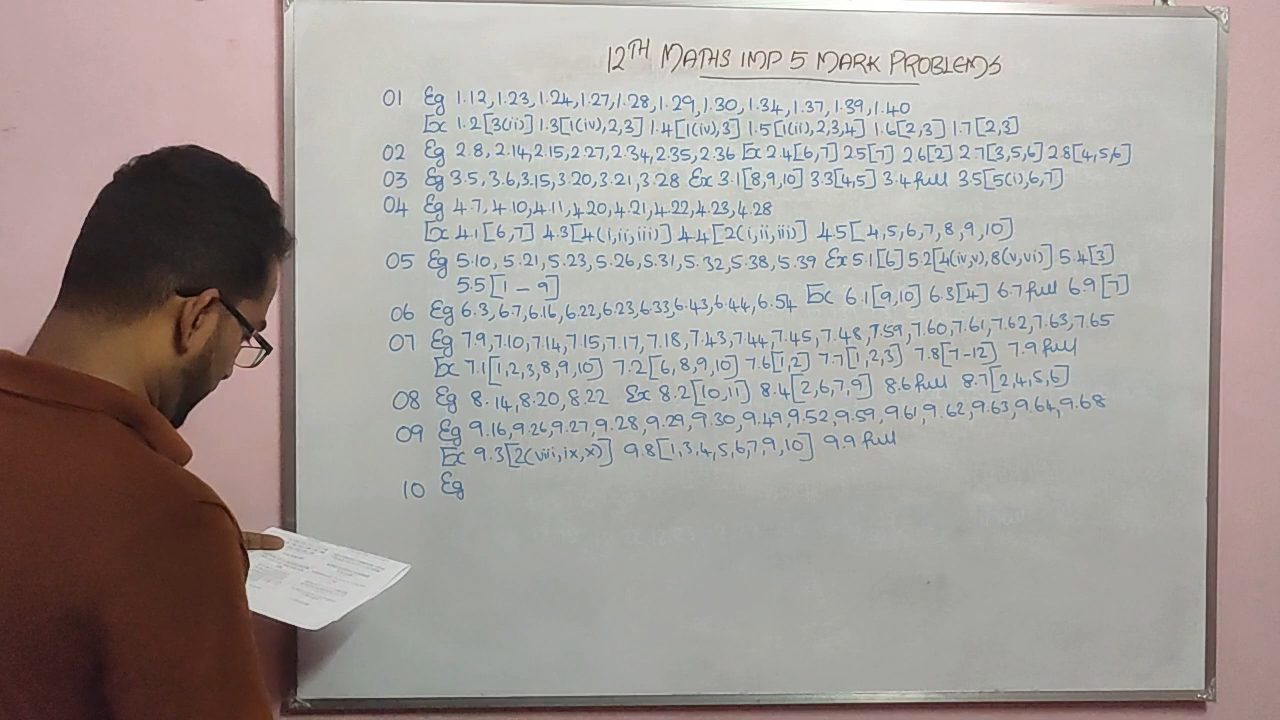 12TH MATHS IMP 5 MARK PROBLEMS
01 Eg 1.12, 1.23, 1.24, 1.27, 1.28, 1.29, 1.30, 1.34, 1.37, 1.39, 1.40
Ex 1.2[3(ii)] 1.3[1(iv),2,3] 1.4[1(iv),3] 1.5[1(ii),2,3,4] 1.6[2,3] 1.7[2,3]
02 Eg 2.8, 2.14, 2.15, 2.27, 2.34, 2.35, 2.36 Ex 2.4[6,7] 2.5[7] 2.6[2] 2.7[3,5,6] 2.8[4,5,6]
03 Eg 3.5, 3.6, 3.15, 3.20, 3.21, 3.28 Ex 3.1[8,9,10] 3.3[4,5] 3.4 full 3.5[5(i),6,7]
04 Eg 4.7, 4.10, 4.11, 4.20, 4.21, 4.22, 4.23, 4.28
Ex 4.1[6,7] 4.3[4(i,ii,iii)] 4.4[2(i,ii,iii)] 4.5[4,5,6,7,8,9,10]
05 Eg 5.10, 5.21, 5.23, 5.26, 5.31, 5.32, 5.38, 5.39 Ex 5.1[6] 5.2[4(iv,v),8(v,vi)] 5.4[3]
5.5[1-9]
06 Eg 6.3, 6.7, 6.16, 6.22, 6.23, 6.33, 6.43, 6.44, 6.54 Ex 6.1[9,10] 6.3[4] 6.7 full 6.9[7]
07 Eg 7.9, 7.10, 7.14, 7.15, 7.17, 7.18, 7.43, 7.44, 7.45, 7.48, 7.59, 7.60, 7.61, 7.62, 7.63, 7.65
Ex 7.1[1,2,3,8,9,10] 7.2[6,8,9,10] 7.6[1,2] 7.7[1,2,3] 7.8[7-12] 7.9 full
08 Eg 8.14, 8.20, 8.22 Ex 8.2[10,11] 8.4[2,6,7,9] 8.6 full 8.7[2,4,5,6]
09 Eg 9.16, 9.26, 9.27, 9.28, 9.29, 9.30, 9.49, 9.52, 9.59, 9.61, 9.62, 9.63, 9.64, 9.68
Ex 9.3[2(viii,ix,x)] 9.8[1,3,4,5,6,7,9,10] 9.9 full
10 Eg